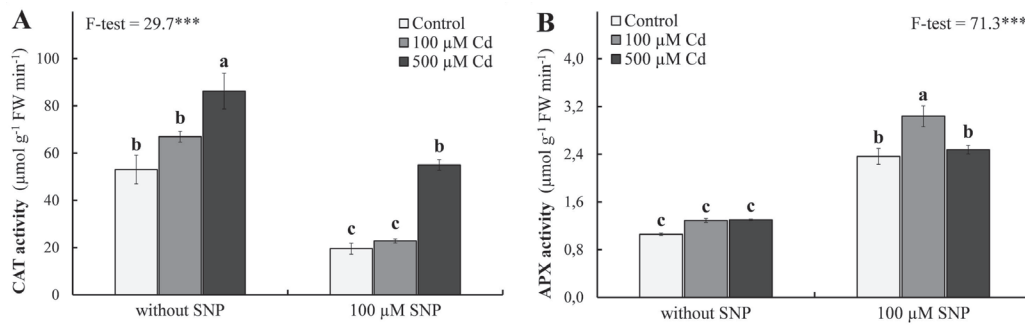 A
F-test = 29.7***
Control
100 µM Cd
500 µM Cd
CAT activity (µmol g⁻¹ FW min⁻¹)
100
80
60
40
20
0
b
b
a
c
c
b
without SNP
100 µM SNP
B
F-test = 71.3***
Control
100 µM Cd
500 µM Cd
APX activity (µmol g⁻¹ FW min⁻¹)
4,0
3,2
2,4
1,6
0,8
0,0
c
c
c
b
a
b
without SNP
100 µM SNP